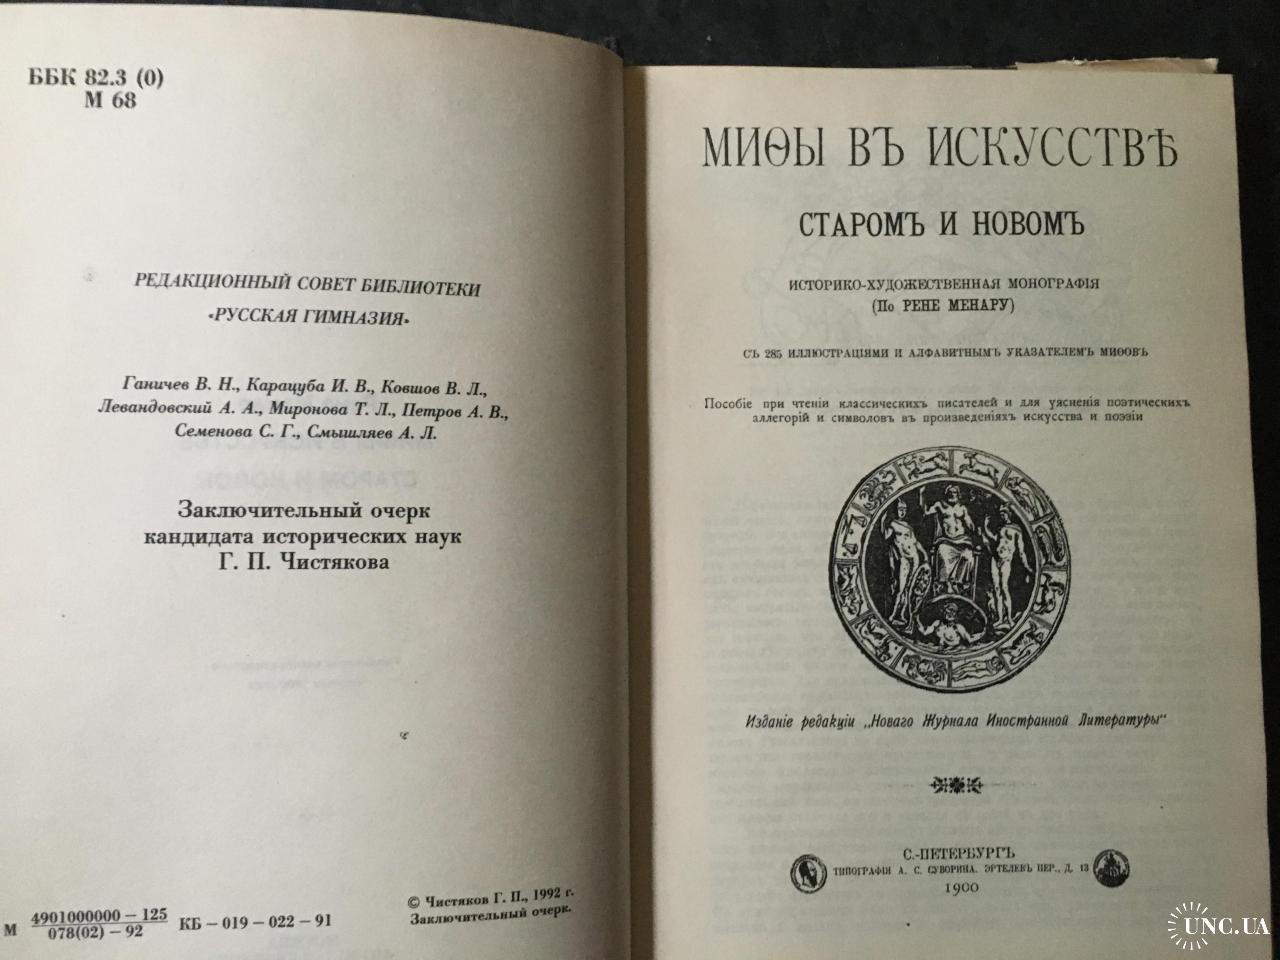 ББК 82.3 (0)
М 68
РЕДАКЦИОННЫЙ СОВЕТ БИБЛИОТЕКИ
«РУССКАЯ ГИМНАЗИЯ»
Ганичев В. Н., Карацуба И. В., Ковшов В. Л.,
Левандовский А. А., Миронова Т. Л., Петров А. В.,
Семенова С. Г., Смышляев А. Л.
Заключительный очерк
кандидата исторических наук
Г. П. Чистякова
М 4901000000 – 125
078(02) – 92
КБ – 019 – 022 – 91
© Чистяков Г. П., 1992 г.
Заключительный очерк.
МИѲЫ ВЪ ИСКУССТВѢ
СТАРОМЪ И НОВОМЪ
ИСТОРИКО-ХУДОЖЕСТВЕННАЯ МОНОГРАФІЯ
(По РЕНЕ МЕНАРУ)
СЪ 285 ИЛЛЮСТРАЦІЯМИ И АЛФАВИТНЫМЪ УКАЗАТЕЛЕМЪ МИѲОВЪ
Пособіе при чтеніи классическихъ писателей и для уясненія поэтическихъ
аллегорій и символовъ въ произведеніяхъ искусства и поэзіи
Изданіе редакціи „Новаго Журнала Иностранной Литературы“
С.-ПЕТЕРБУРГЪ
ТИПОГРАФІЯ А. С. СУВОРИНА. ЭРТЕЛЕВЪ ПЕР., Д. 13
1900
UNC.UA